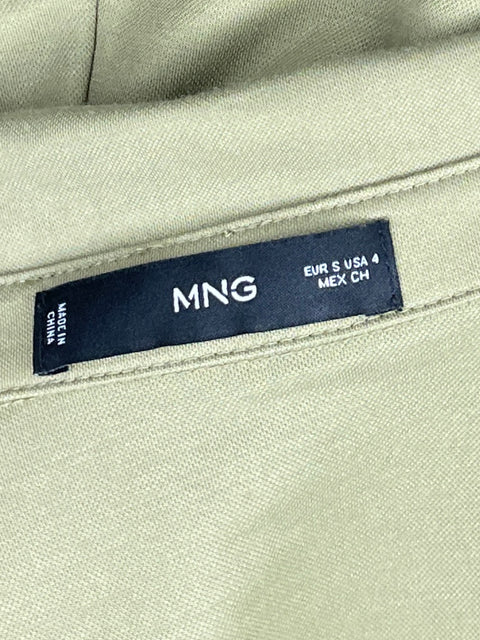 MNG
EUR S USA 4
MEX CH
MADE IN
CHINA